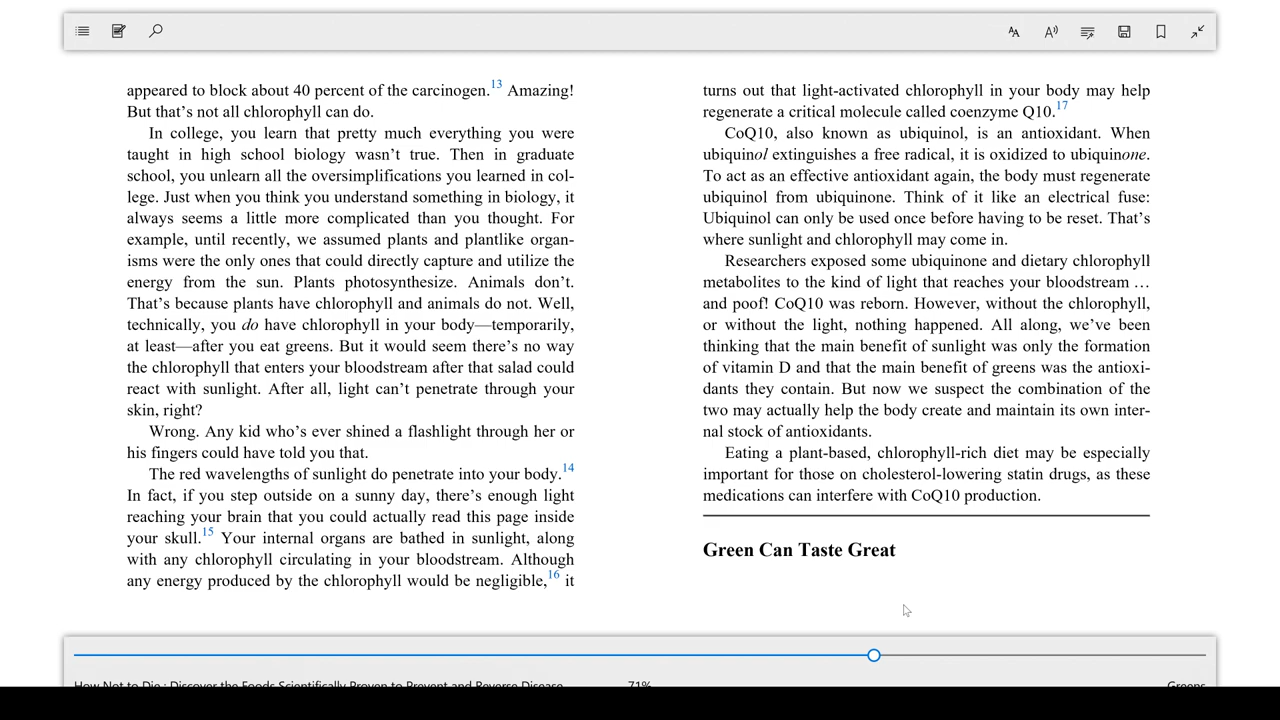 appeared to block about 40 percent of the carcinogen.13 Amazing!
But that's not all chlorophyll can do.
In college, you learn that pretty much everything you were
taught in high school biology wasn't true. Then in graduate
school, you unlearn all the oversimplifications you learned in col-
lege. Just when you think you understand something in biology, it
always seems a little more complicated than you thought. For
example, until recently, we assumed plants and plantlike organ-
isms were the only ones that could directly capture and utilize the
energy from the sun. Plants photosynthesize. Animals don't.
That's because plants have chlorophyll and animals do not. Well,
technically, you do have chlorophyll in your body—temporarily,
at least—after you eat greens. But it would seem there's no way
the chlorophyll that enters your bloodstream after that salad could
react with sunlight. After all, light can't penetrate through your
skin, right?
Wrong. Any kid who's ever shined a flashlight through her or
his fingers could have told you that.
The red wavelengths of sunlight do penetrate into your body.14
In fact, if you step outside on a sunny day, there's enough light
reaching your brain that you could actually read this page inside
your skull.15 Your internal organs are bathed in sunlight, along
with any chlorophyll circulating in your bloodstream. Although
any energy produced by the chlorophyll would be negligible,16 it
turns out that light-activated chlorophyll in your body may help
regenerate a critical molecule called coenzyme Q10.17
CoQ10, also known as ubiquinol, is an antioxidant. When
ubiquinol extinguishes a free radical, it is oxidized to ubiquinone.
To act as an effective antioxidant again, the body must regenerate
ubiquinol from ubiquinone. Think of it like an electrical fuse:
Ubiquinol can only be used once before having to be reset. That's
where sunlight and chlorophyll may come in.
Researchers exposed some ubiquinone and dietary chlorophyll
metabolites to the kind of light that reaches your bloodstream …
and poof! CoQ10 was reborn. However, without the chlorophyll,
or without the light, nothing happened. All along, we've been
thinking that the main benefit of sunlight was only the formation
of vitamin D and that the main benefit of greens was the antioxi-
dants they contain. But now we suspect the combination of the
two may actually help the body create and maintain its own inter-
nal stock of antioxidants.
Eating a plant-based, chlorophyll-rich diet may be especially
important for those on cholesterol-lowering statin drugs, as these
medications can interfere with CoQ10 production.
Green Can Taste Great
How Not to Die : Discover the Foods Scientifically Proven to Prevent and Reverse Disease
71%
Greens